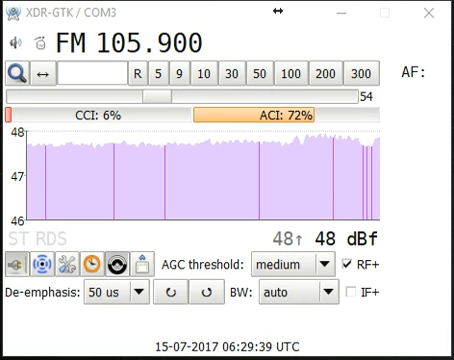 XDR-GTK / COM3
FM 105.900
AF:
R 5 9 10 30 50 100 200 300
54
CCI: 6% ACI: 72%
48
47
46
ST RDS 48↑ 48 dBf
AGC threshold: medium RF+
De-emphasis: 50 us BW: auto IF+
15-07-2017 06:29:39 UTC